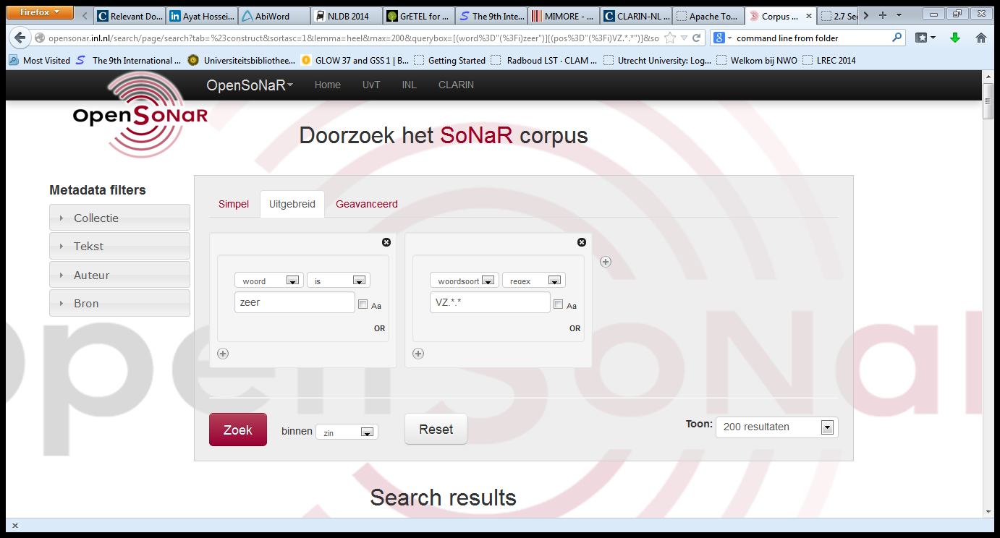 Firefox
Relevant Do...
Ayat Hossei...
AbiWord
NLDB 2014
GrETEL for ...
The 9th Inte...
MIMORE - ...
CLARIN-NL ...
Apache To...
Corpus ...
2.7 Sec
opensonar.inl.nl/search/page/search?tab=%23construct&sortasc=1&lemma=heel&max=200&querybox=[(word%3D"(%3Fi)zeer")][(pos%3D"(%3Fi)VZ.*.*")]&so
command line from folder
Most Visited
The 9th International ...
Universiteitsbibliothee...
GLOW 37 and GSS 1 | B...
Getting Started
Radboud LST · CLAM ...
Utrecht University: Log...
Welkom bij NWO
LREC 2014
OpenSoNaR
Home
UvT
INL
CLARIN
OpenSoNaR
Doorzoek het SoNaR corpus
Metadata filters
Collectie
Tekst
Auteur
Bron
Simpel
Uitgebreid
Geavanceerd
woord
is
zeer
Aa
OR
woordsoort
regex
VZ.*.*
Aa
OR
Zoek
binnen
zin
Reset
Toon:
200 resultaten
OpenSoNaR
Search results